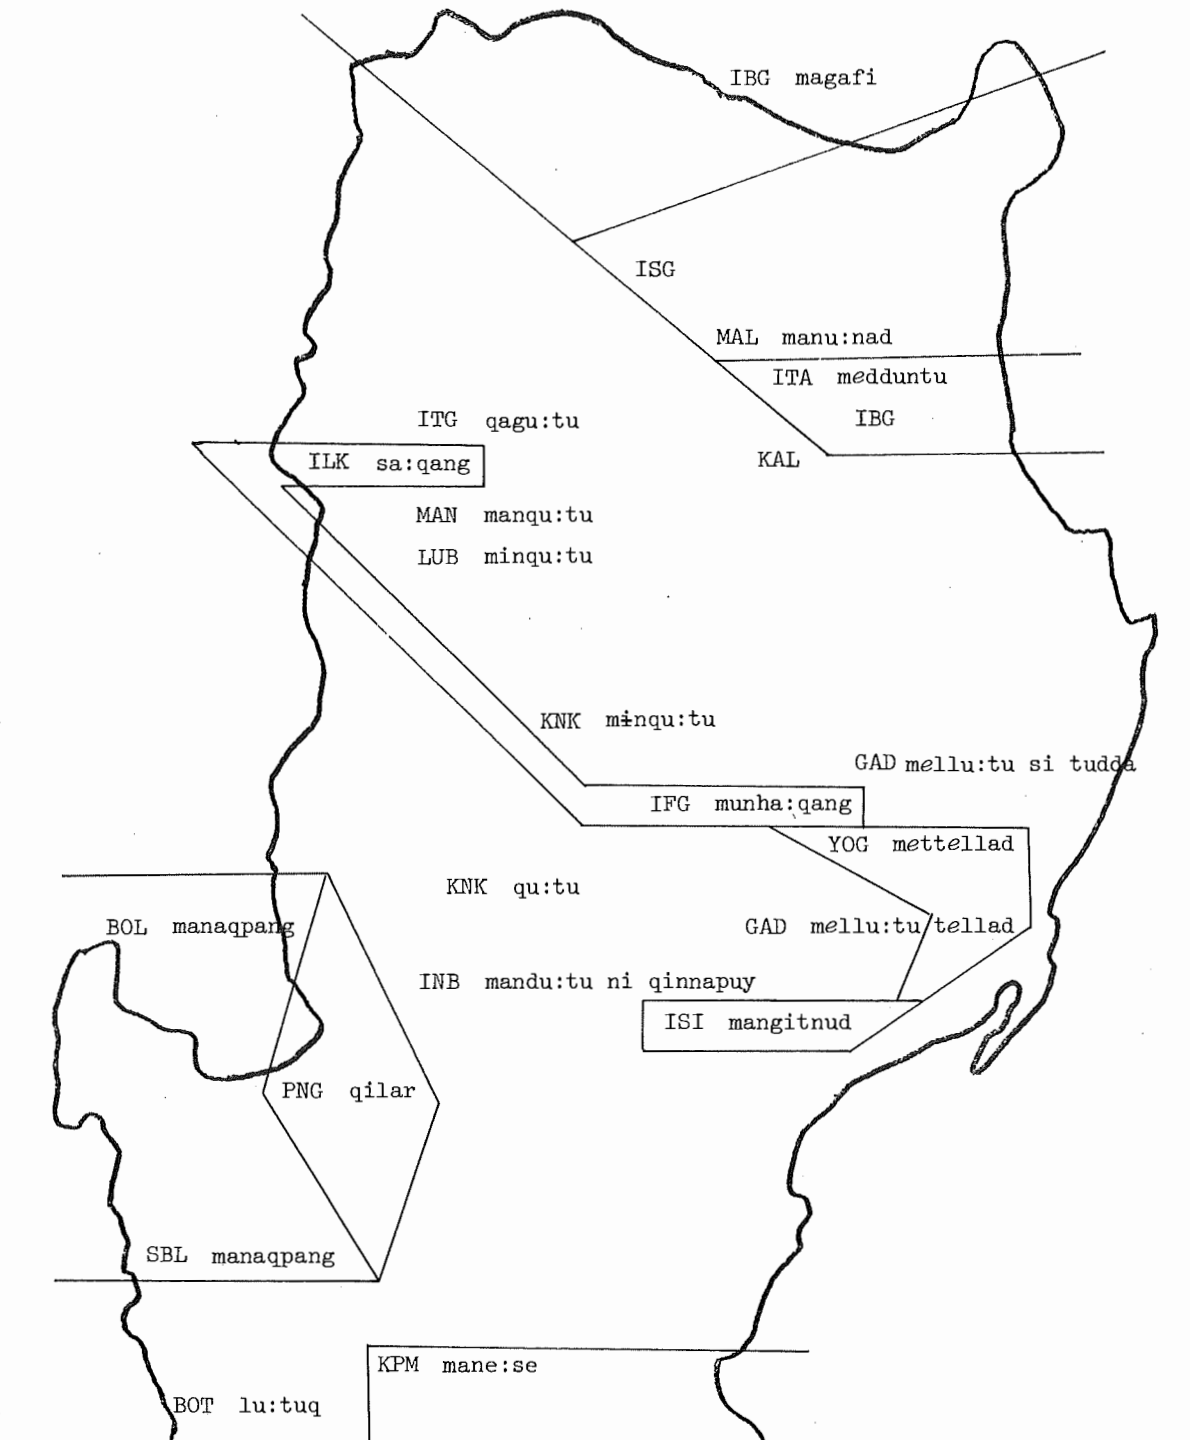 IBG magafi
ISG
MAL manu:nad
ITA medduntu
ITG qagu:tu
IBG
KAL
ILK sa:qang
MAN manqu:tu
LUB minqu:tu
KNK mɨnqu:tu
GAD mellu:tu si tudda
IFG munha:qang
YOG mettellad
KNK qu:tu
BOL manaqpang
GAD mellu:tu tellad
INB mandu:tu ni qinnapuy
ISI mangitnud
PNG qilar
SBL manaqpang
KPM mane:se
BOT lu:tuq